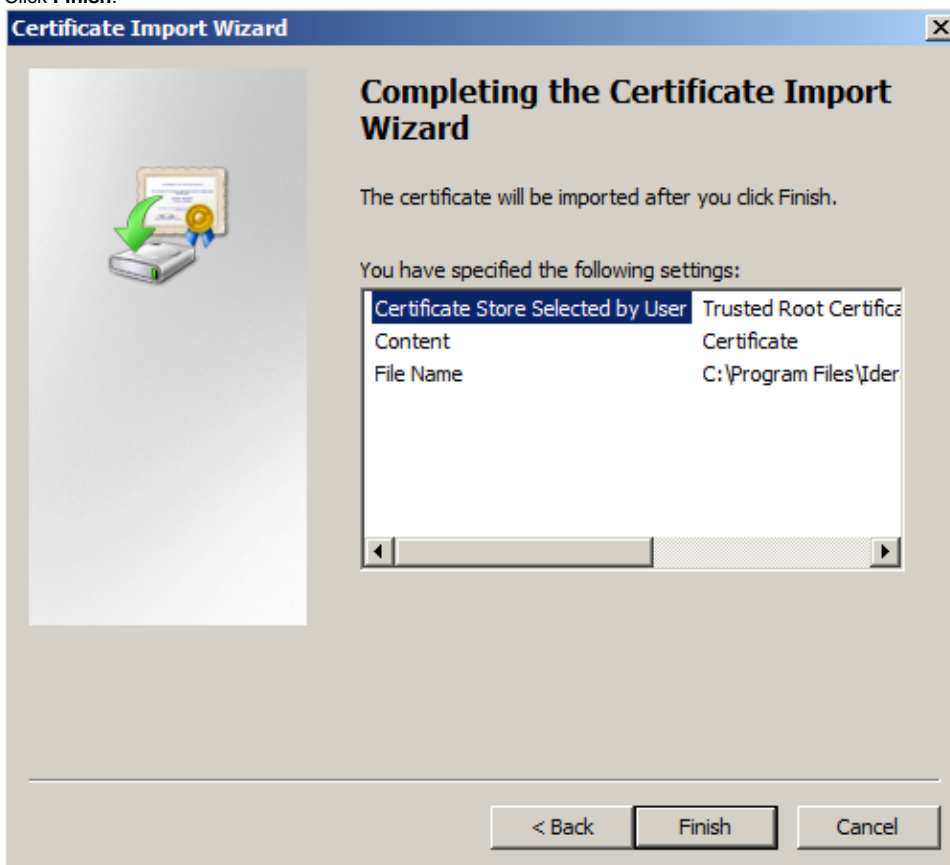 Click Finish.
Certificate Import Wizard
Completing the Certificate Import
Wizard
The certificate will be imported after you click Finish.
You have specified the following settings:
Certificate Store Selected by User Trusted Root Certifica
Content Certificate
File Name C:\Program Files\Ider
< Back Finish Cancel